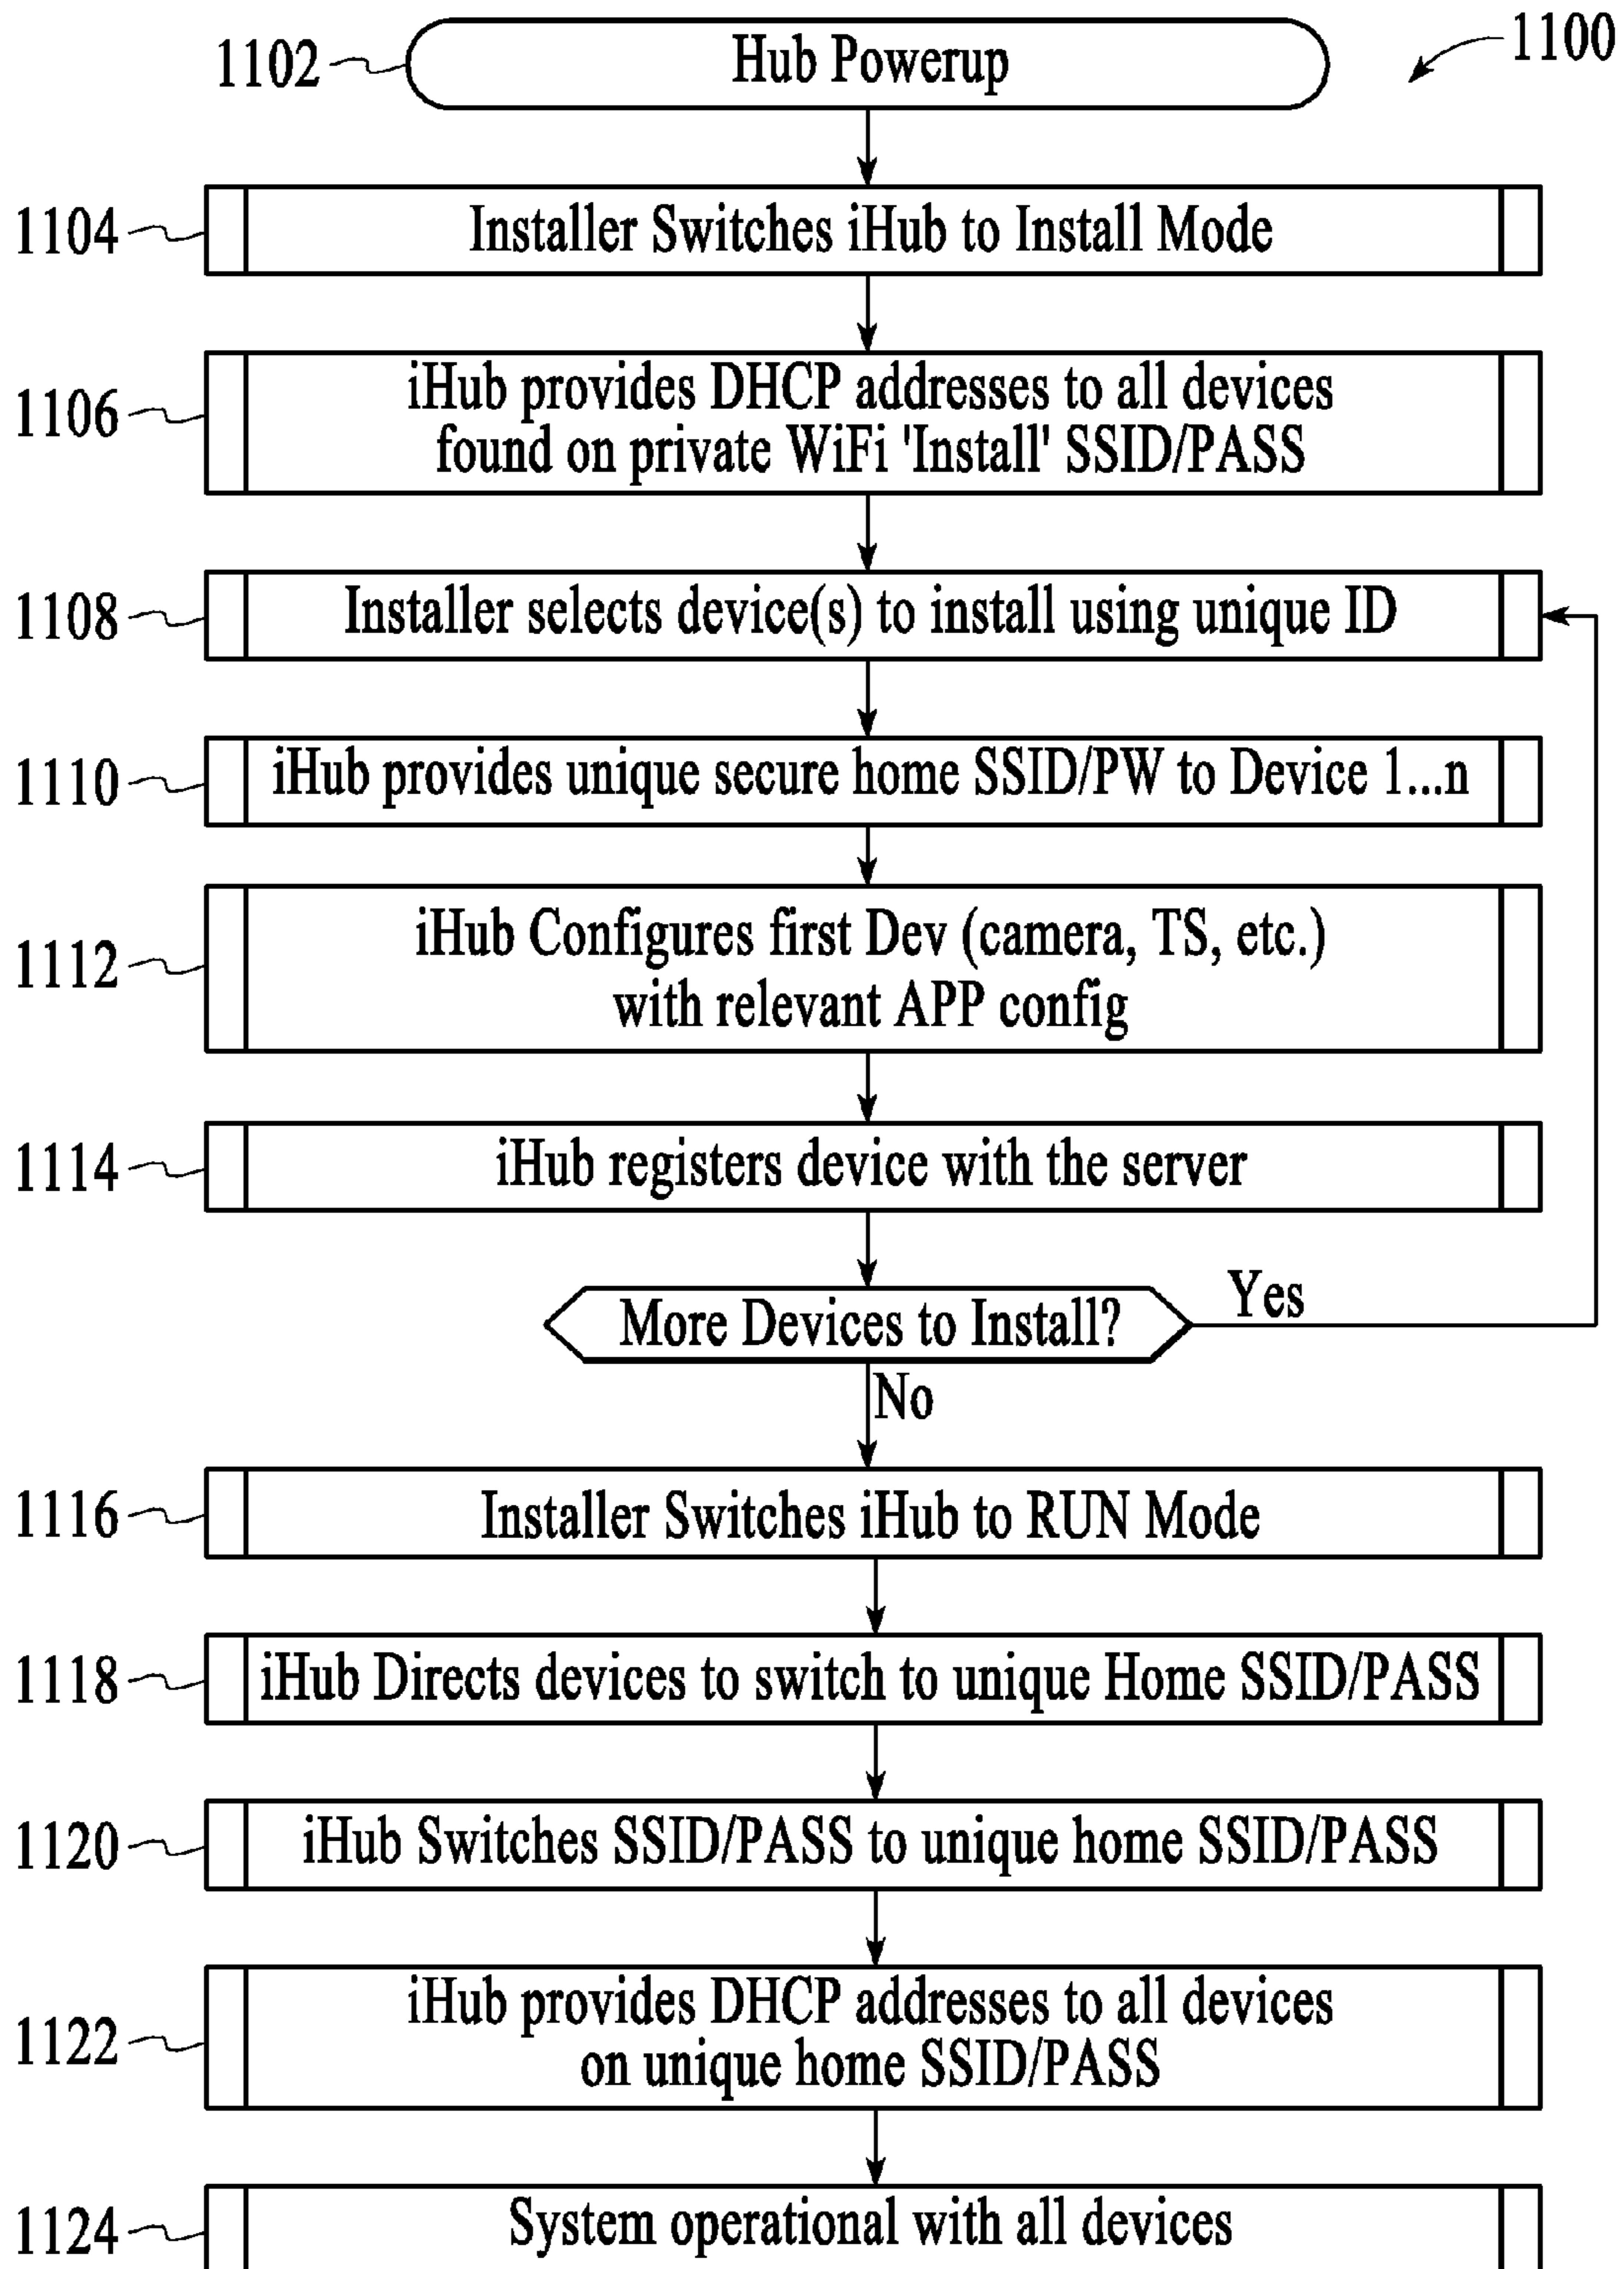 1102 Hub Powerup 1100
1104 Installer Switches iHub to Install Mode
1106 iHub provides DHCP addresses to all devices
found on private WiFi 'Install' SSID/PASS
1108 Installer selects device(s) to install using unique ID
1110 iHub provides unique secure home SSID/PW to Device 1...n
1112 iHub Configures first Dev (camera, TS, etc.)
with relevant APP config
1114 iHub registers device with the server
More Devices to Install? Yes
No
1116 Installer Switches iHub to RUN Mode
1118 iHub Directs devices to switch to unique Home SSID/PASS
1120 iHub Switches SSID/PASS to unique home SSID/PASS
1122 iHub provides DHCP addresses to all devices
on unique home SSID/PASS
1124 System operational with all devices